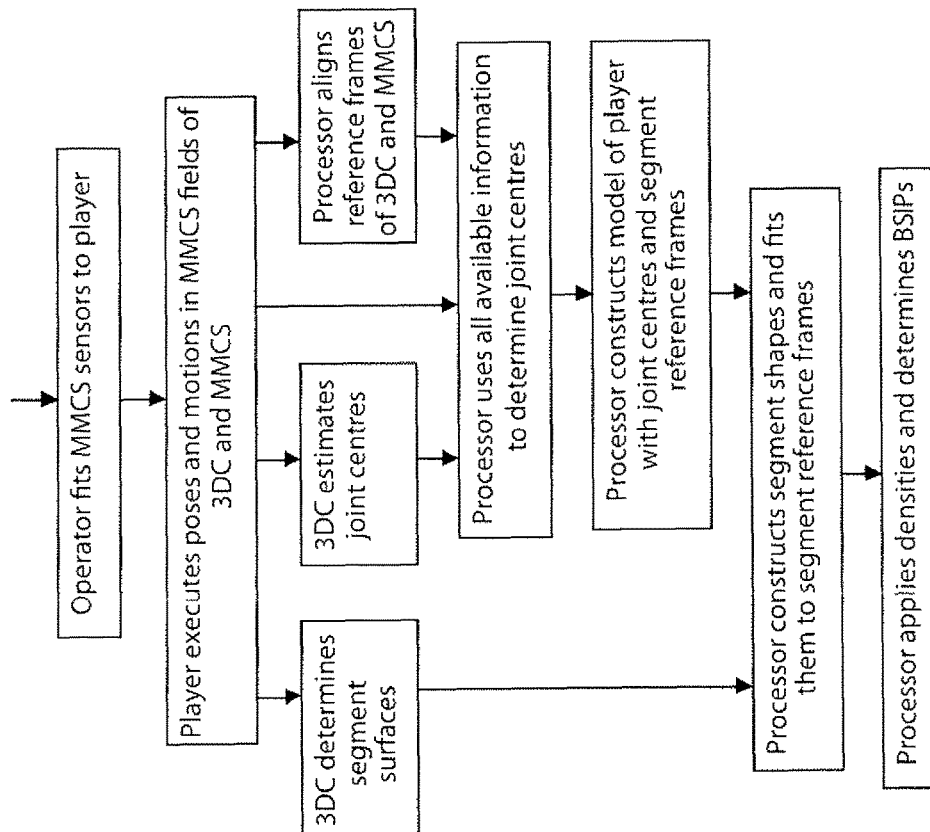 Operator fits MMCS sensors to player
Player executes poses and motions in MMCS fields of
3DC and MMCS
3DC determines
segment
surfaces
3DC estimates
joint centres
Processor aligns
reference frames
of 3DC and MMCS
Processor uses all available information
to determine joint centres
Processor constructs model of player
with joint centres and segment
reference frames
Processor constructs segment shapes and fits
them to segment reference frames
Processor applies densities and determines BSIPs